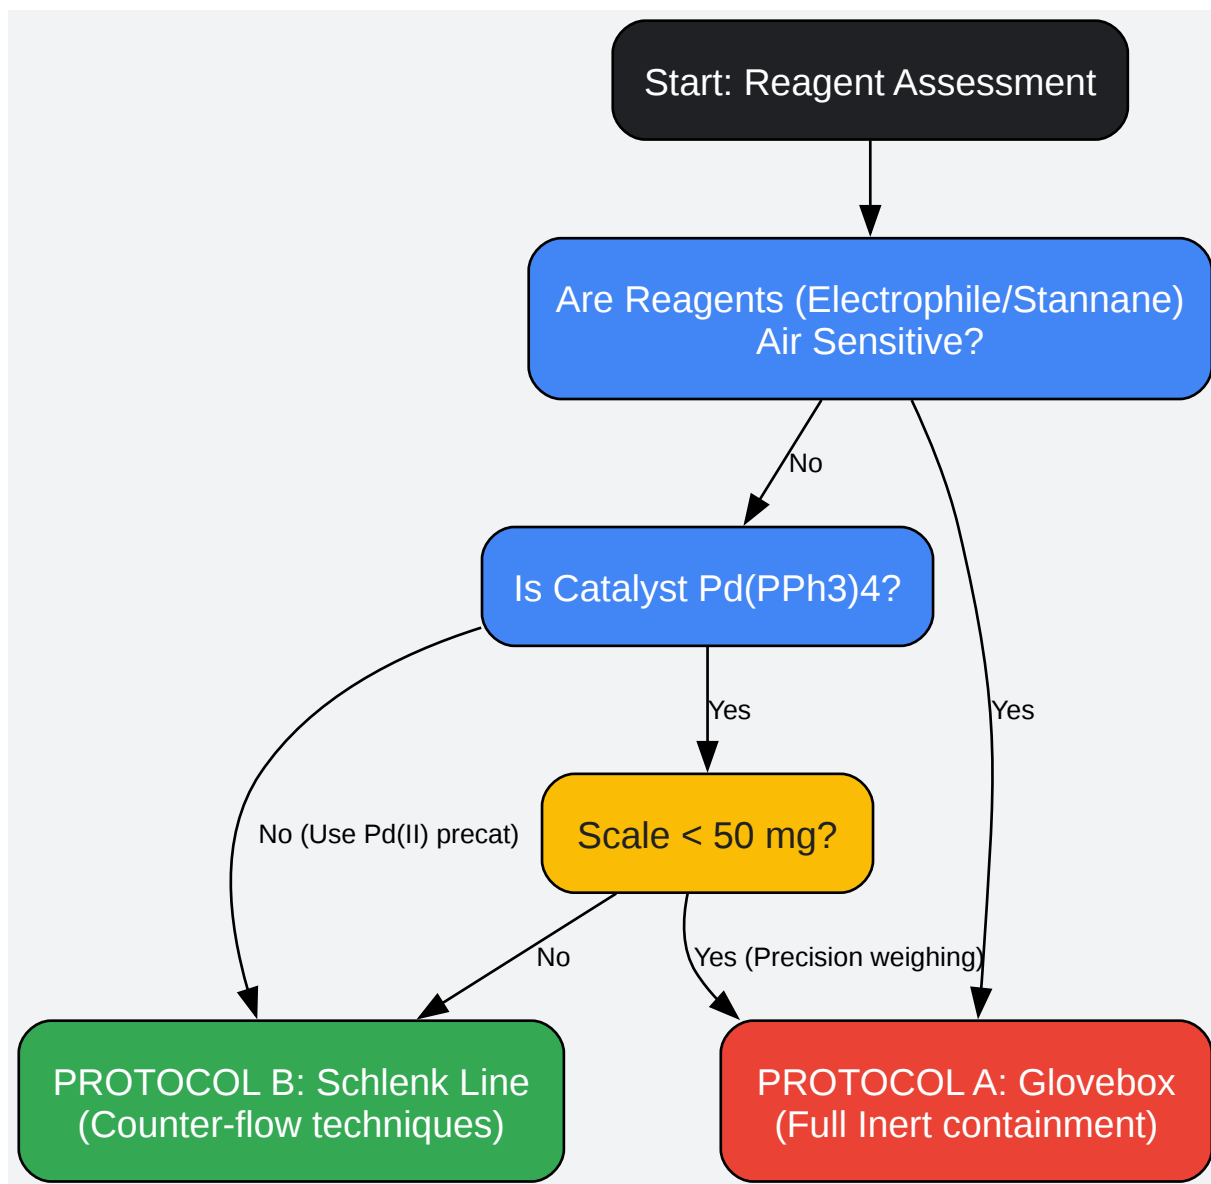 Start: Reagent Assessment
Are Reagents (Electrophile/Stannane)
Air Sensitive?
No
Is Catalyst Pd(PPh3)4?
Yes
Yes
Scale < 50 mg?
No (Use Pd(II) precat)
No
Yes (Precision weighing)
PROTOCOL B: Schlenk Line
(Counter-flow techniques)
PROTOCOL A: Glovebox
(Full Inert containment)